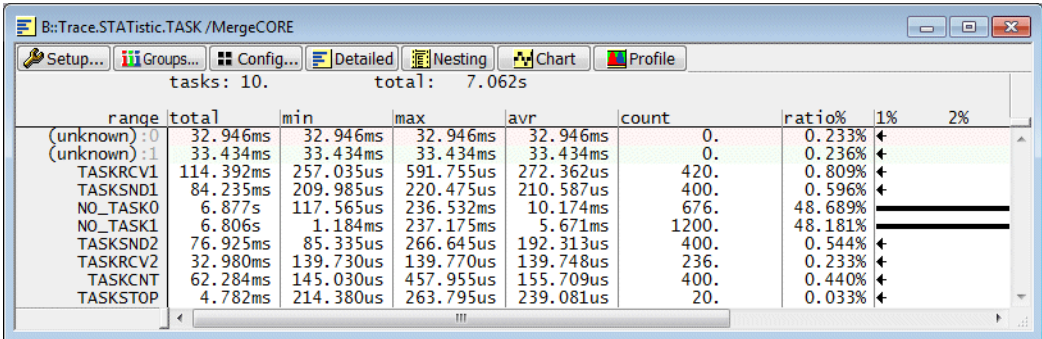 B::Trace.STATistic.TASK /MergeCORE
Setup... Groups... Config... Detailed Nesting Chart Profile
tasks: 10. total: 7.062s
range total min max avr count ratio% 1% 2%
(unknown):0 32.946ms 32.946ms 32.946ms 32.946ms 0. 0.233%
(unknown):1 33.434ms 33.434ms 33.434ms 33.434ms 0. 0.236%
TASKRCV1 114.392ms 257.035us 591.755us 272.362us 420. 0.809%
TASKSND1 84.235ms 209.985us 220.475us 210.587us 400. 0.596%
NO_TASK0 6.877s 117.565us 236.532ms 10.174ms 676. 48.689%
NO_TASK1 6.806s 1.184ms 237.175ms 5.671ms 1200. 48.181%
TASKSND2 76.925ms 85.335us 266.645us 192.313us 400. 0.544%
TASKRCV2 32.980ms 139.730us 139.770us 139.748us 236. 0.233%
TASKCNT 62.284ms 145.030us 457.955us 155.709us 400. 0.440%
TASKSTOP 4.782ms 214.380us 263.795us 239.081us 20. 0.033%